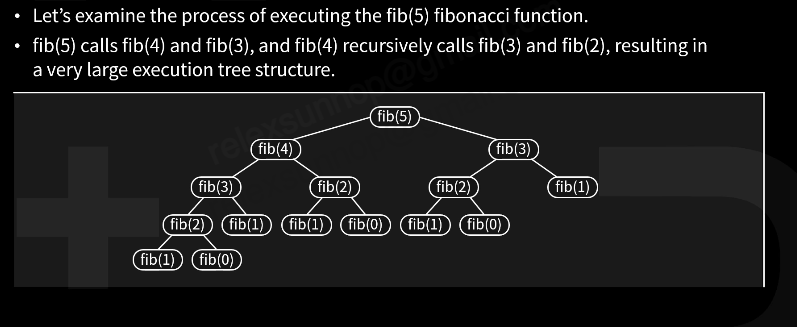 • Let's examine the process of executing the fib(5) fibonacci function.
• fib(5) calls fib(4) and fib(3), and fib(4) recursively calls fib(3) and fib(2), resulting in
a very large execution tree structure.
fib(5)
fib(4) fib(3)
fib(3) fib(2) fib(2) fib(1)
fib(2) fib(1) fib(1) fib(0) fib(1) fib(0)
fib(1) fib(0)